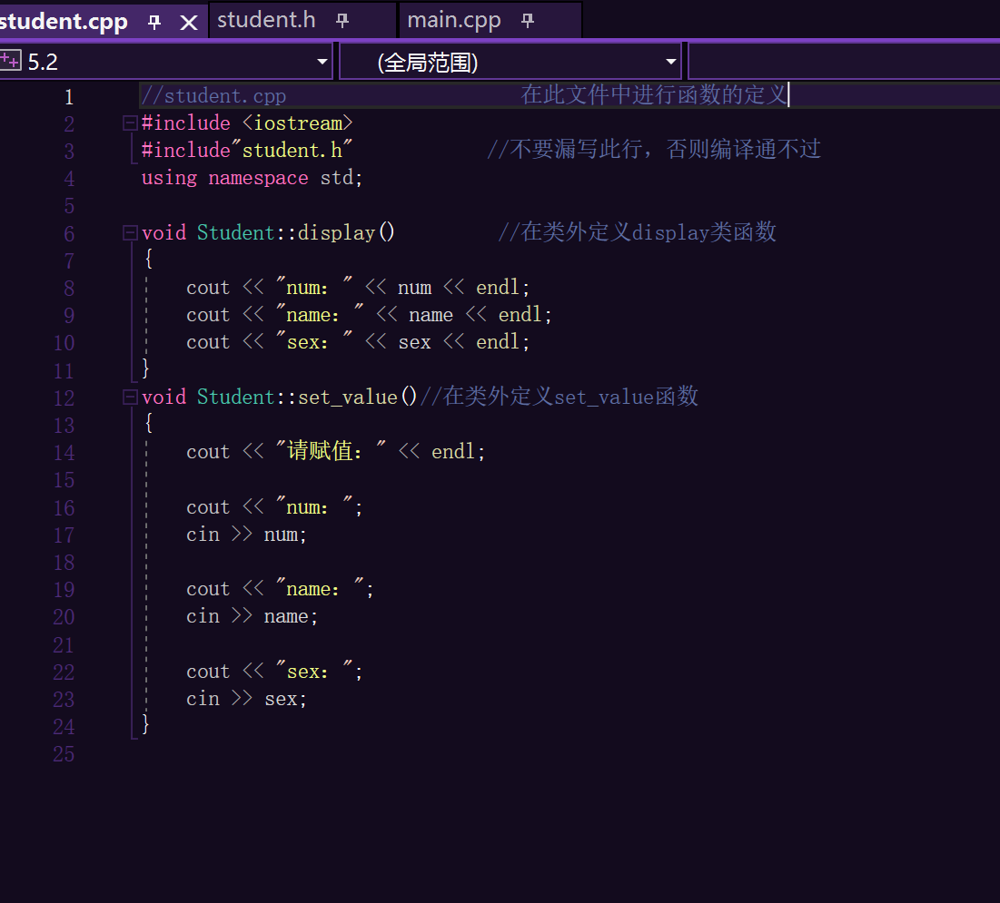 student.cpp student.h main.cpp
5.2 (全局范围)
1 //student.cpp 在此文件中进行函数的定义
2 #include <iostream>
3 #include"student.h" //不要漏写此行，否则编译通不过
4 using namespace std;
5
6 void Student::display() //在类外定义display类函数
7 {
8 cout << "num：" << num << endl;
9 cout << "name：" << name << endl;
10 cout << "sex：" << sex << endl;
11 }
12 void Student::set_value()//在类外定义set_value函数
13 {
14 cout << "请赋值：" << endl;
15
16 cout << "num：";
17 cin >> num;
18
19 cout << "name：";
20 cin >> name;
21
22 cout << "sex：";
23 cin >> sex;
24 }
25